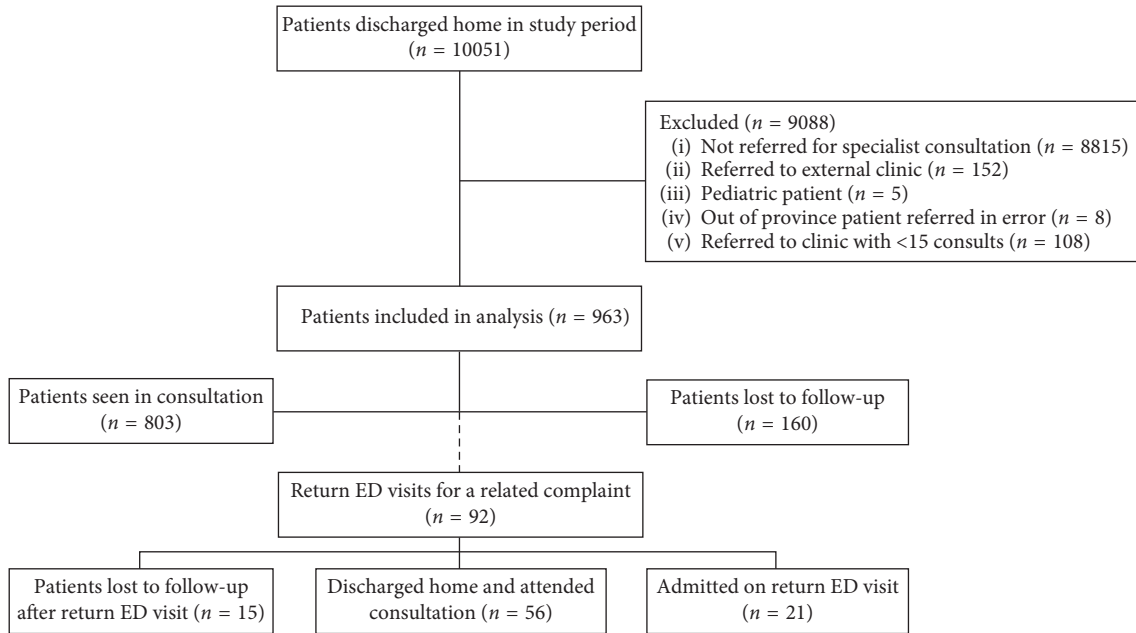 Patients discharged home in study period
(n = 10051)
Excluded (n = 9088)
(i) Not referred for specialist consultation (n = 8815)
(ii) Referred to external clinic (n = 152)
(iii) Pediatric patient (n = 5)
(iv) Out of province patient referred in error (n = 8)
(v) Referred to clinic with <15 consults (n = 108)
Patients included in analysis (n = 963)
Patients seen in consultation
(n = 803)
Patients lost to follow-up
(n = 160)
Return ED visits for a related complaint
(n = 92)
Patients lost to follow-up
after return ED visit (n = 15)
Discharged home and attended
consultation (n = 56)
Admitted on return ED visit
(n = 21)